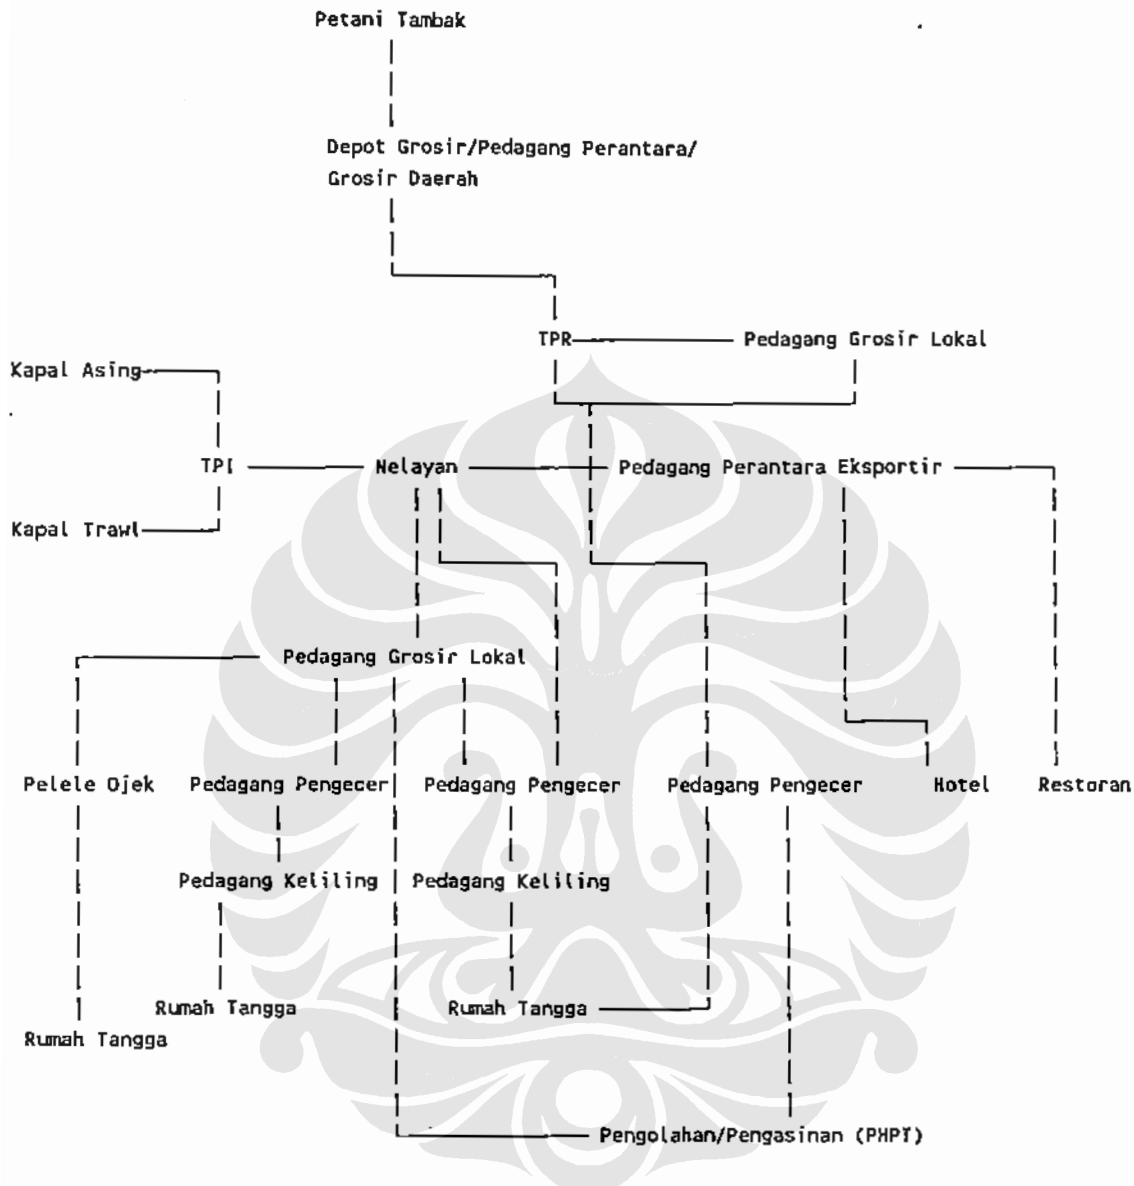 Petani Tambak
Depot Grosir/Pedagang Perantara/
Grosir Daerah
TPR
Pedagang Grosir Lokal
Kapal Asing
TPI
Nelayan
Pedagang Perantara Eksportir
Kapal Trawl
Pedagang Grosir Lokal
Pelele Ojek
Pedagang Pengecer
Pedagang Pengecer
Pedagang Pengecer
Hotel
Restoran
Pedagang Keliling
Pedagang Keliling
Rumah Tangga
Rumah Tangga
Rumah Tangga
Pengolahan/Pengasinan (PHPT)